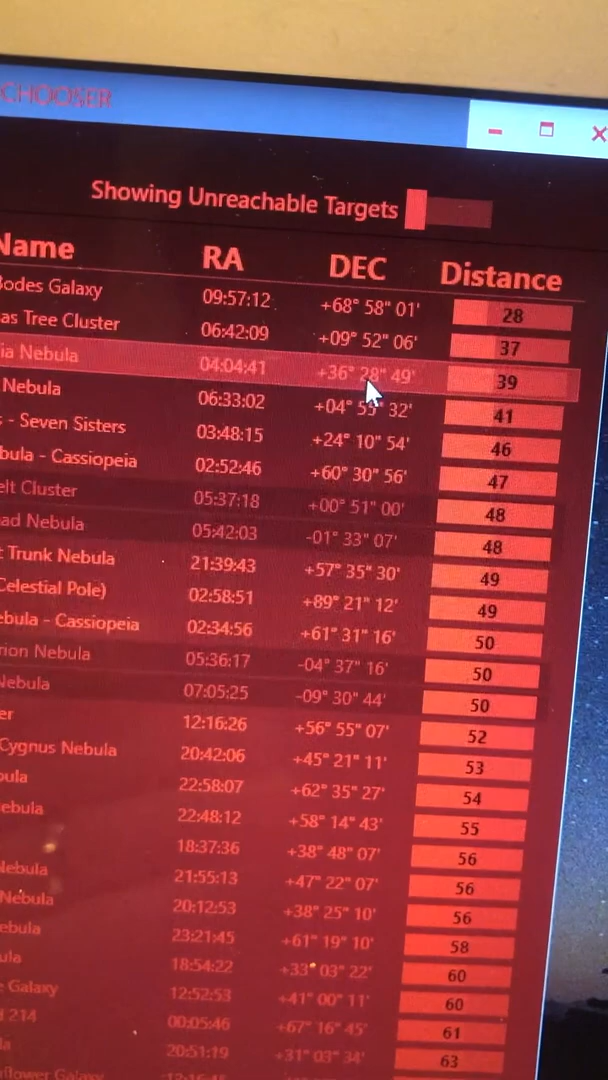 CHOOSER
Showing Unreachable Targets
Name RA DEC Distance
Bodes Galaxy 09:57:12 +68° 58" 01' 28
as Tree Cluster 06:42:09 +09° 52" 06' 37
ia Nebula 04:04:41 +36° 28" 49' 39
Nebula 06:33:02 +04° 55" 32' 41
s - Seven Sisters 03:48:15 +24° 10" 54' 46
bula - Cassiopeia 02:52:46 +60° 30" 56' 47
elt Cluster 05:37:18 +00° 51" 00' 48
ad Nebula 05:42:03 -01° 33" 07' 48
t Trunk Nebula 21:39:43 +57° 35" 30' 49
Celestial Pole) 02:58:51 +89° 21" 12' 49
ebula - Cassiopeia 02:34:56 +61° 31" 16' 50
rion Nebula 05:36:17 -04° 37" 16' 50
Nebula 07:05:25 -09° 30" 44' 50
er 12:16:26 +56° 55" 07' 52
Cygnus Nebula 20:42:06 +45° 21" 11' 53
bula 22:58:07 +62° 35" 27' 54
ebula 22:48:12 +58° 14" 43' 55
18:37:36 +38° 48" 07' 56
Nebula 21:55:13 +47° 22" 07' 56
Nebula 20:12:53 +38° 25" 10' 56
ebula 23:21:45 +61° 19" 10' 58
ula 18:54:22 +33° 03" 22' 60
e Galaxy 12:52:53 +41° 00" 11' 60
d 214 00:05:46 +67° 16" 45' 61
la 20:51:19 +31° 03" 34' 63
flower Galaxy